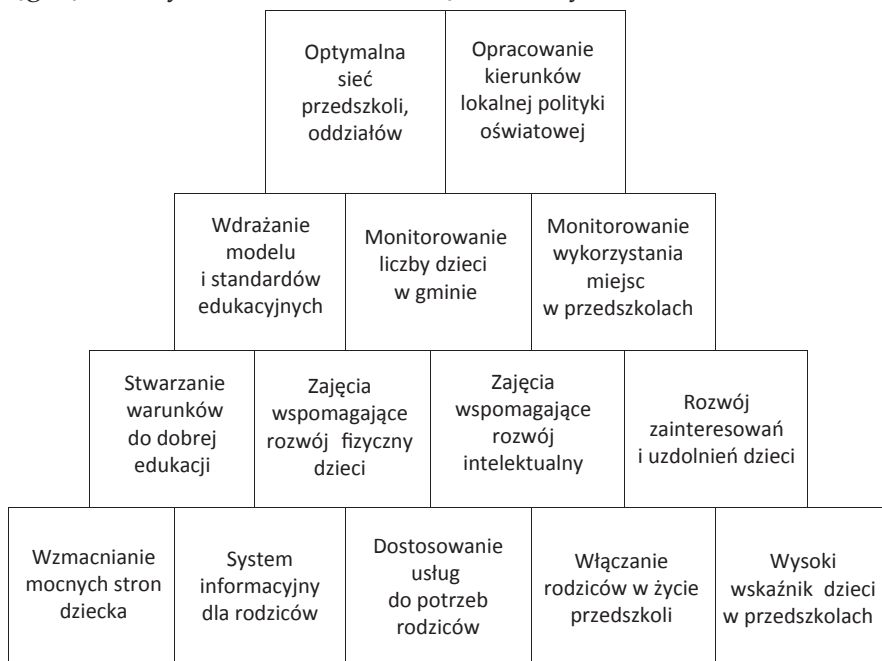 Optymalna
sieć
przedszkoli,
oddziałów
Opracowanie
kierunków
lokalnej polityki
oświatowej
Wdrażanie
modelu
i standardów
edukacyjnych
Monitorowanie
liczby dzieci
w gminie
Monitorowanie
wykorzystania
miejsc
w przedszkolach
Stwarzanie
warunków
do dobrej
edukacji
Zajęcia
wspomagające
rozwój fizyczny
dzieci
Zajęcia
wspomagające
rozwój
intelektualny
Rozwój
zainteresowań
i uzdolnień dzieci
Wzmacnianie
mocnych stron
dziecka
System
informacyjny
dla rodziców
Dostosowanie
usług
do potrzeb
rodziców
Włączanie
rodziców w życie
przedszkoli
Wysoki
wskaźnik dzieci
w przedszkolach